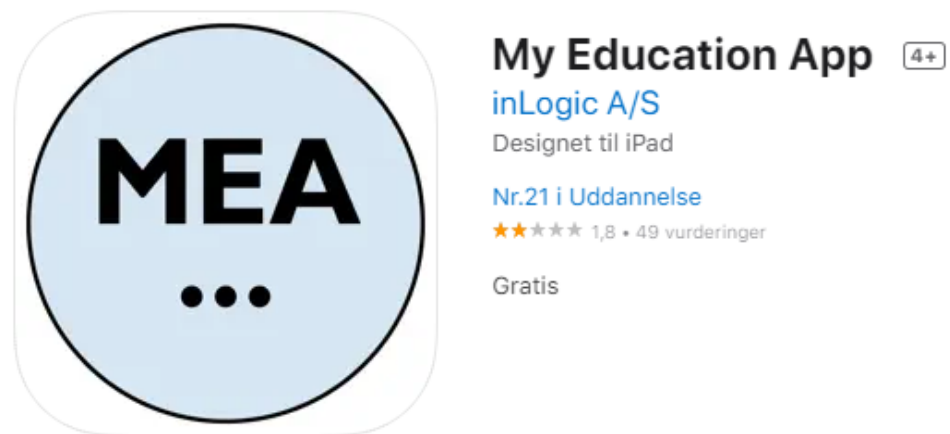 MEA
My Education App 4+
inLogic A/S
Designet til iPad
Nr.21 i Uddannelse
1,8 • 49 vurderinger
Gratis